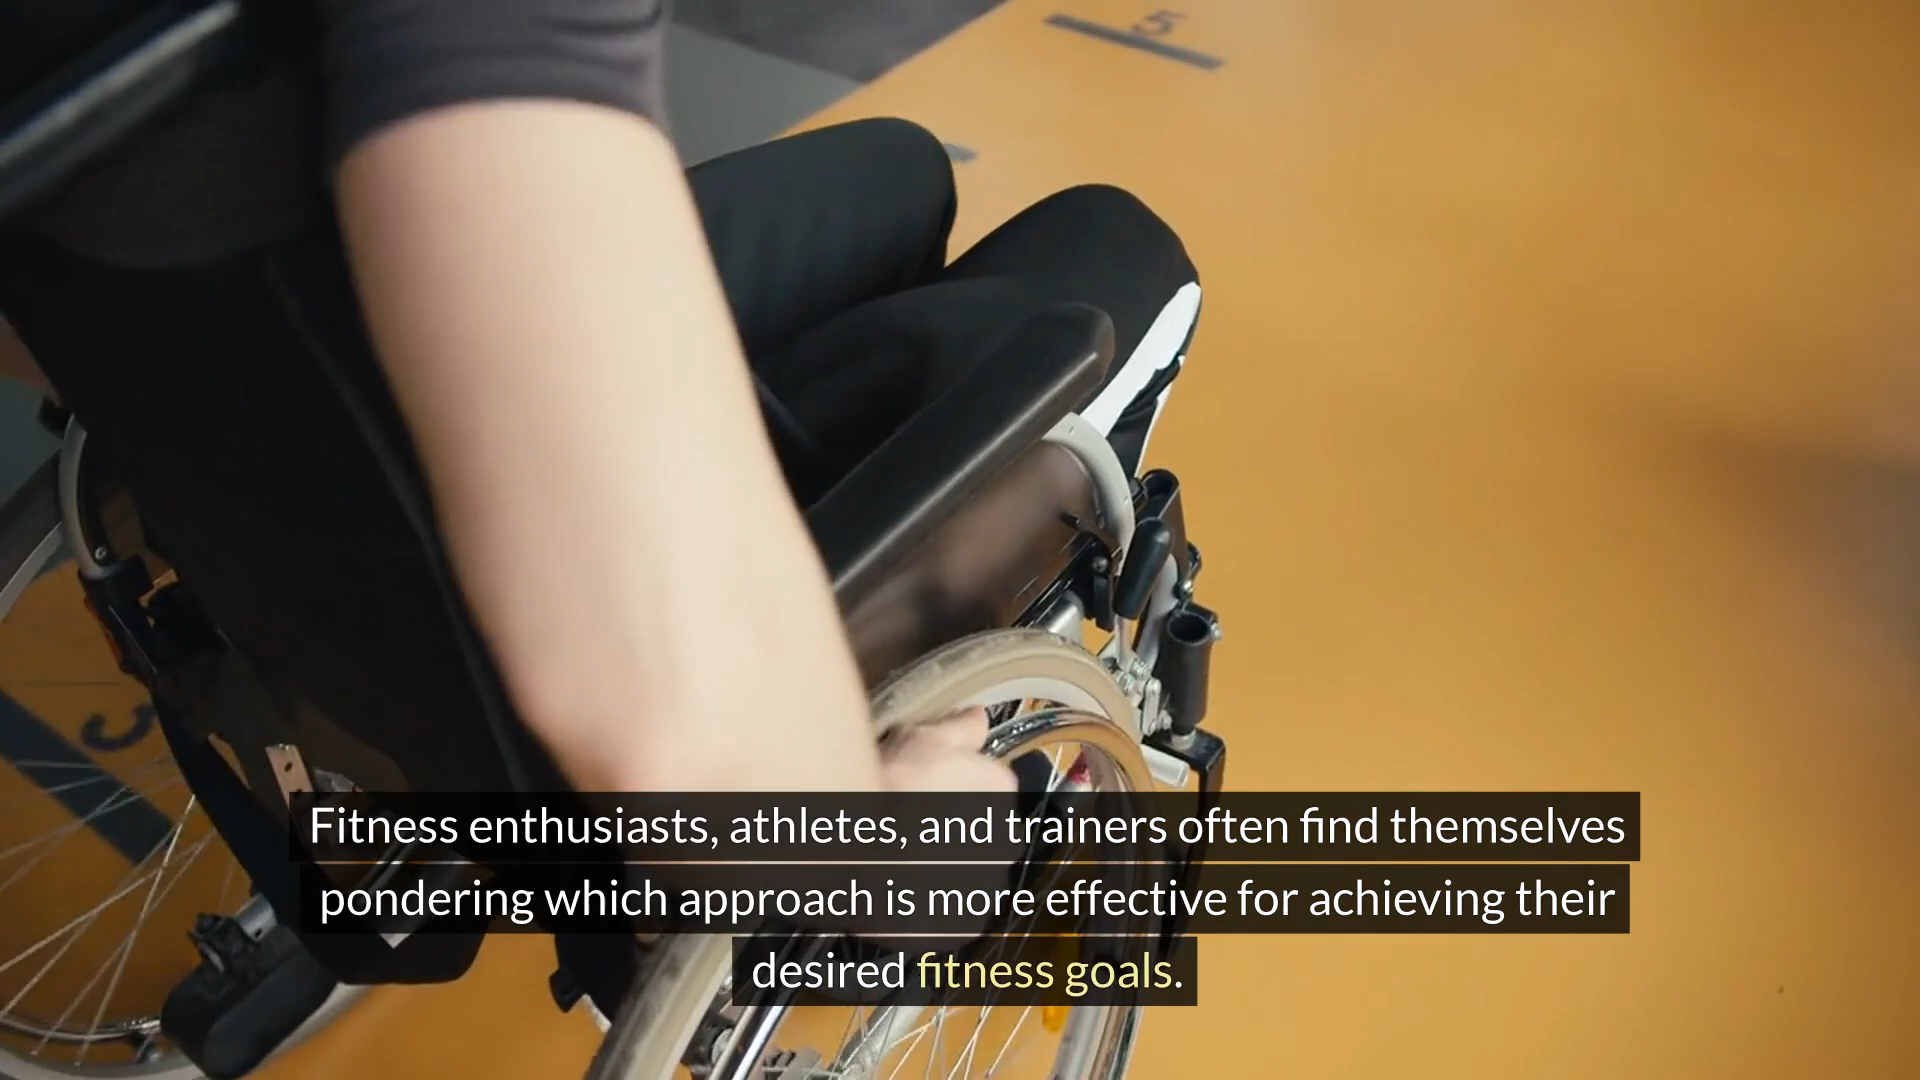 5
Fitness enthusiasts, athletes, and trainers often find themselves
pondering which approach is more effective for achieving their
desired fitness goals.